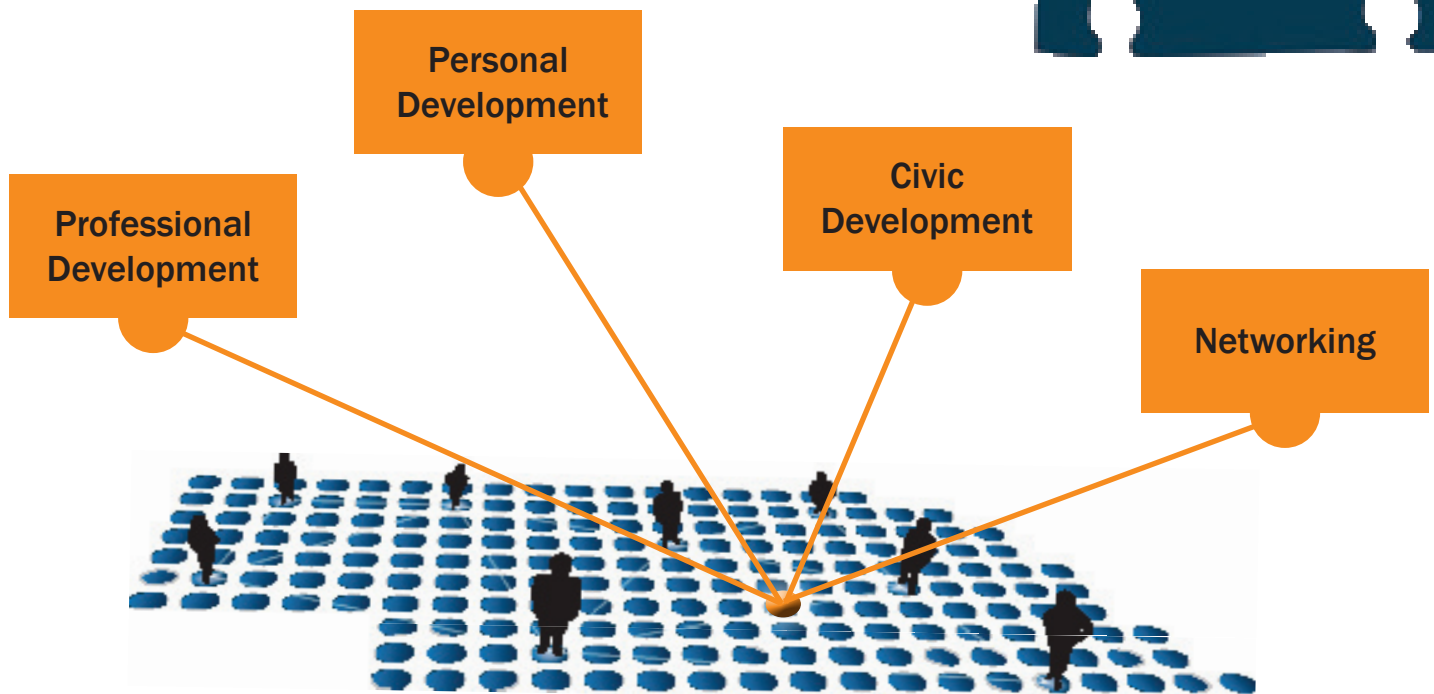 Personal
Development
Civic
Development
Professional
Development
Networking